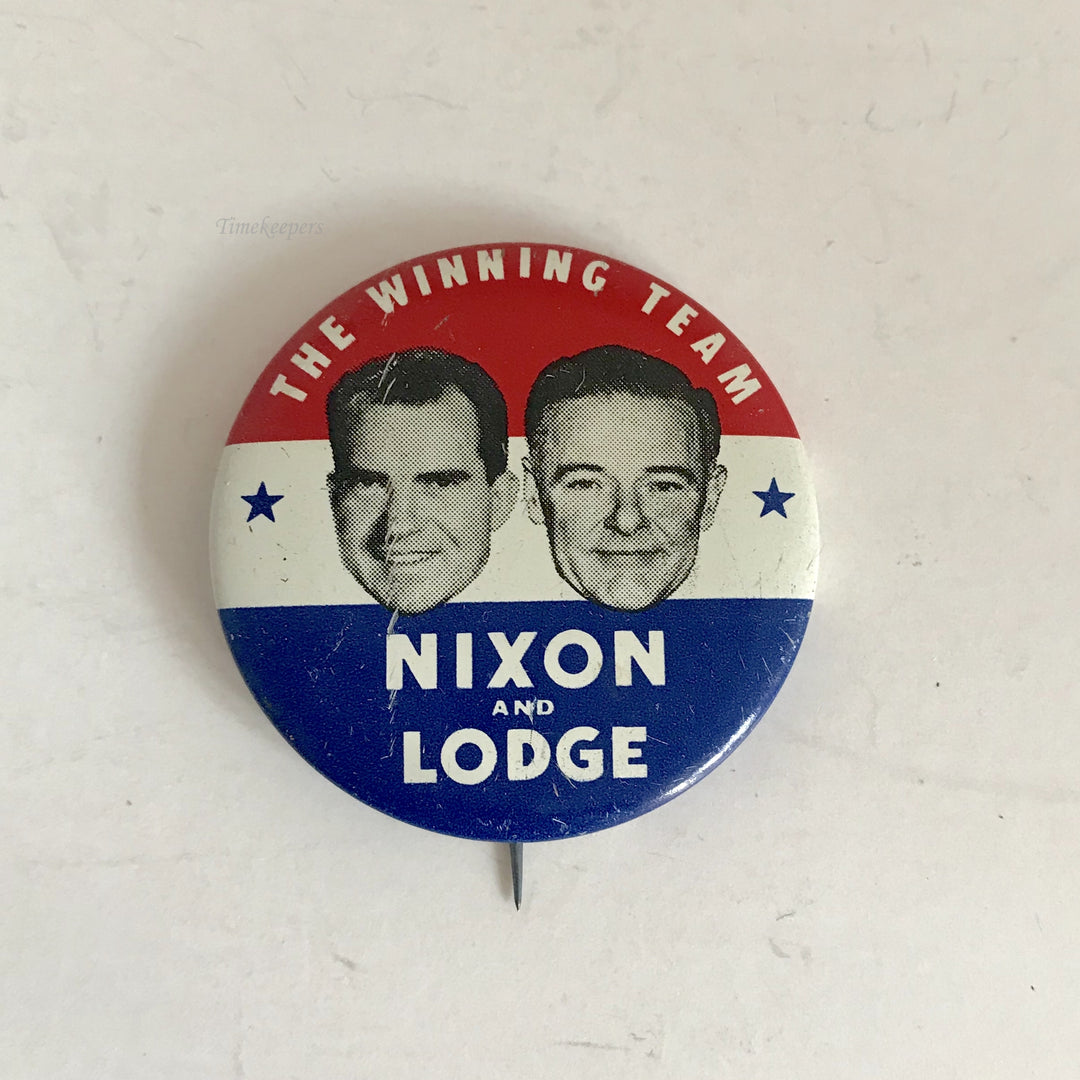 Timekeepers
THE WINNING TEAM
NIXON
AND
LODGE